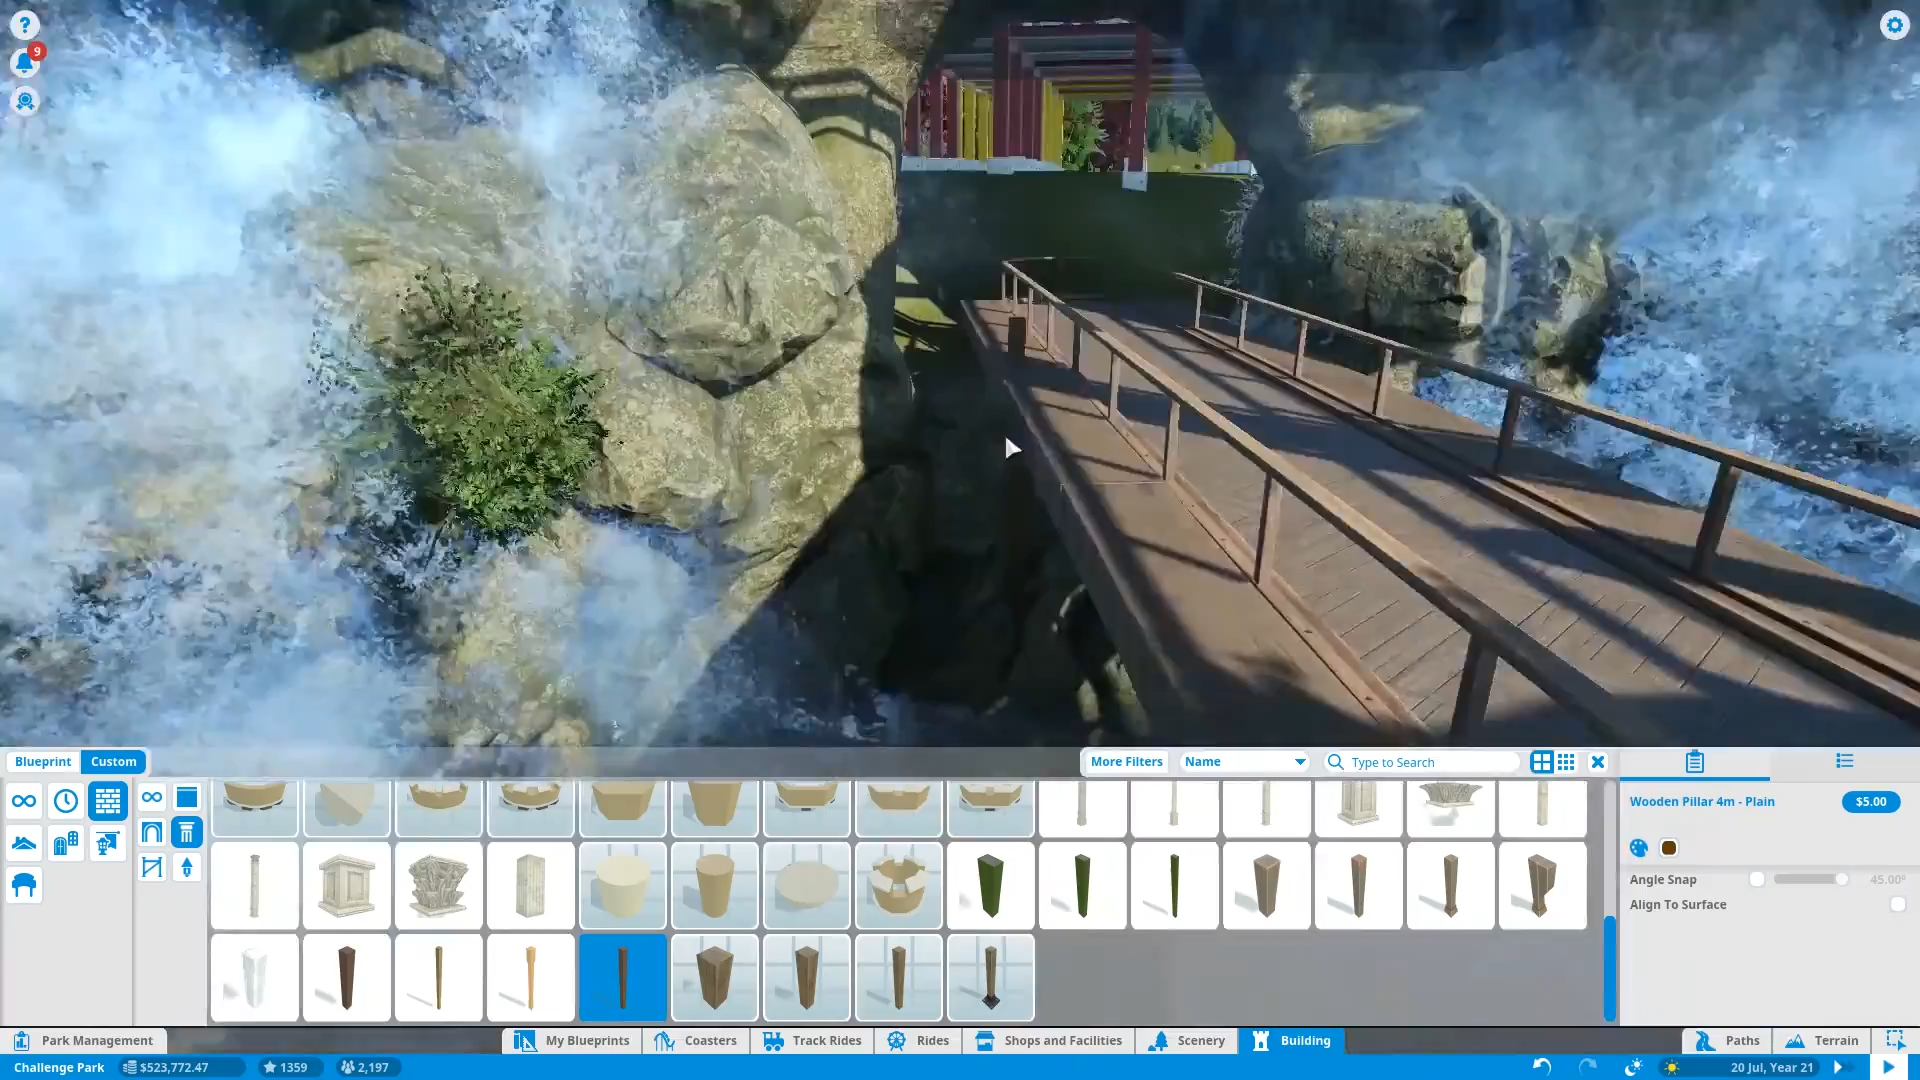 ?
9
Blueprint
Custom
More Filters
Name
Type to Search
Wooden Pillar 4m - Plain
$5.00
Angle Snap
45.00°
Align To Surface
Park Management
My Blueprints
Coasters
Track Rides
Rides
Shops and Facilities
Scenery
Building
Paths
Terrain
Challenge Park
$523,772.47
1359
2,197
20 Jul, Year 21